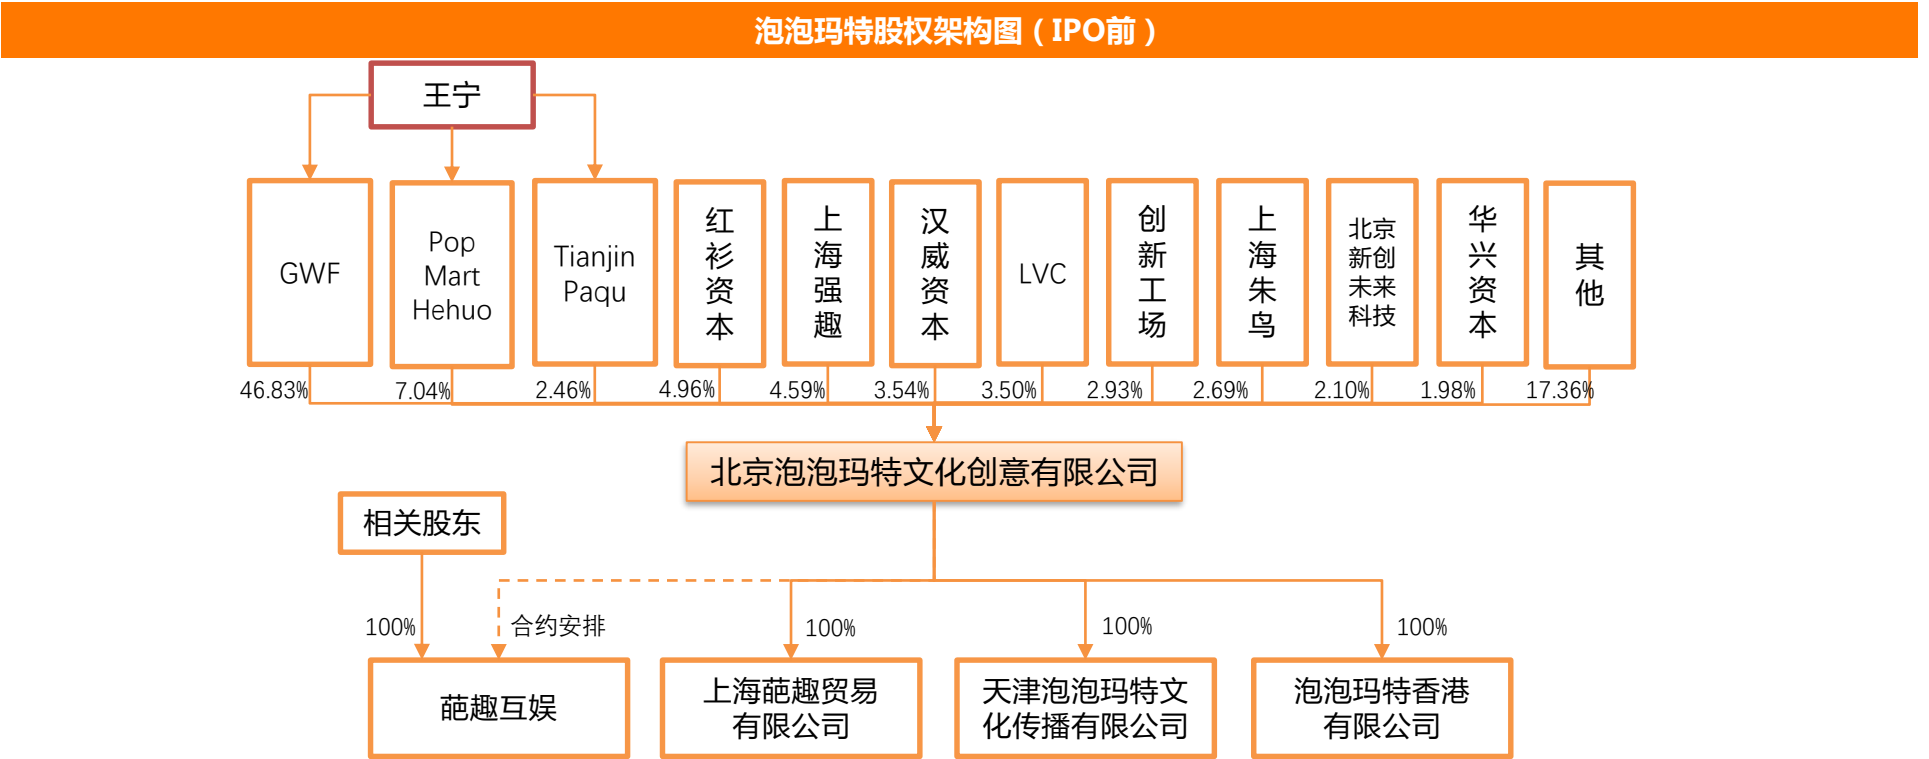 泡泡玛特股权架构图（IPO前）
王宁
GWF
Pop
Mart
Hehuo
Tianjin
Paqu
红
衫
资
本
上
海
强
趣
汉
威
资
本
LVC
创
新
工
场
上
海
朱
鸟
北京
新创
未来
科技
华
兴
资
本
其
他
46.83%
7.04%
2.46%
4.96%
4.59%
3.54%
3.50%
2.93%
2.69%
2.10%
1.98%
17.36%
北京泡泡玛特文化创意有限公司
相关股东
100%
合约安排
100%
100%
100%
葩趣互娱
上海葩趣贸易
有限公司
天津泡泡玛特文
化传播有限公司
泡泡玛特香港
有限公司